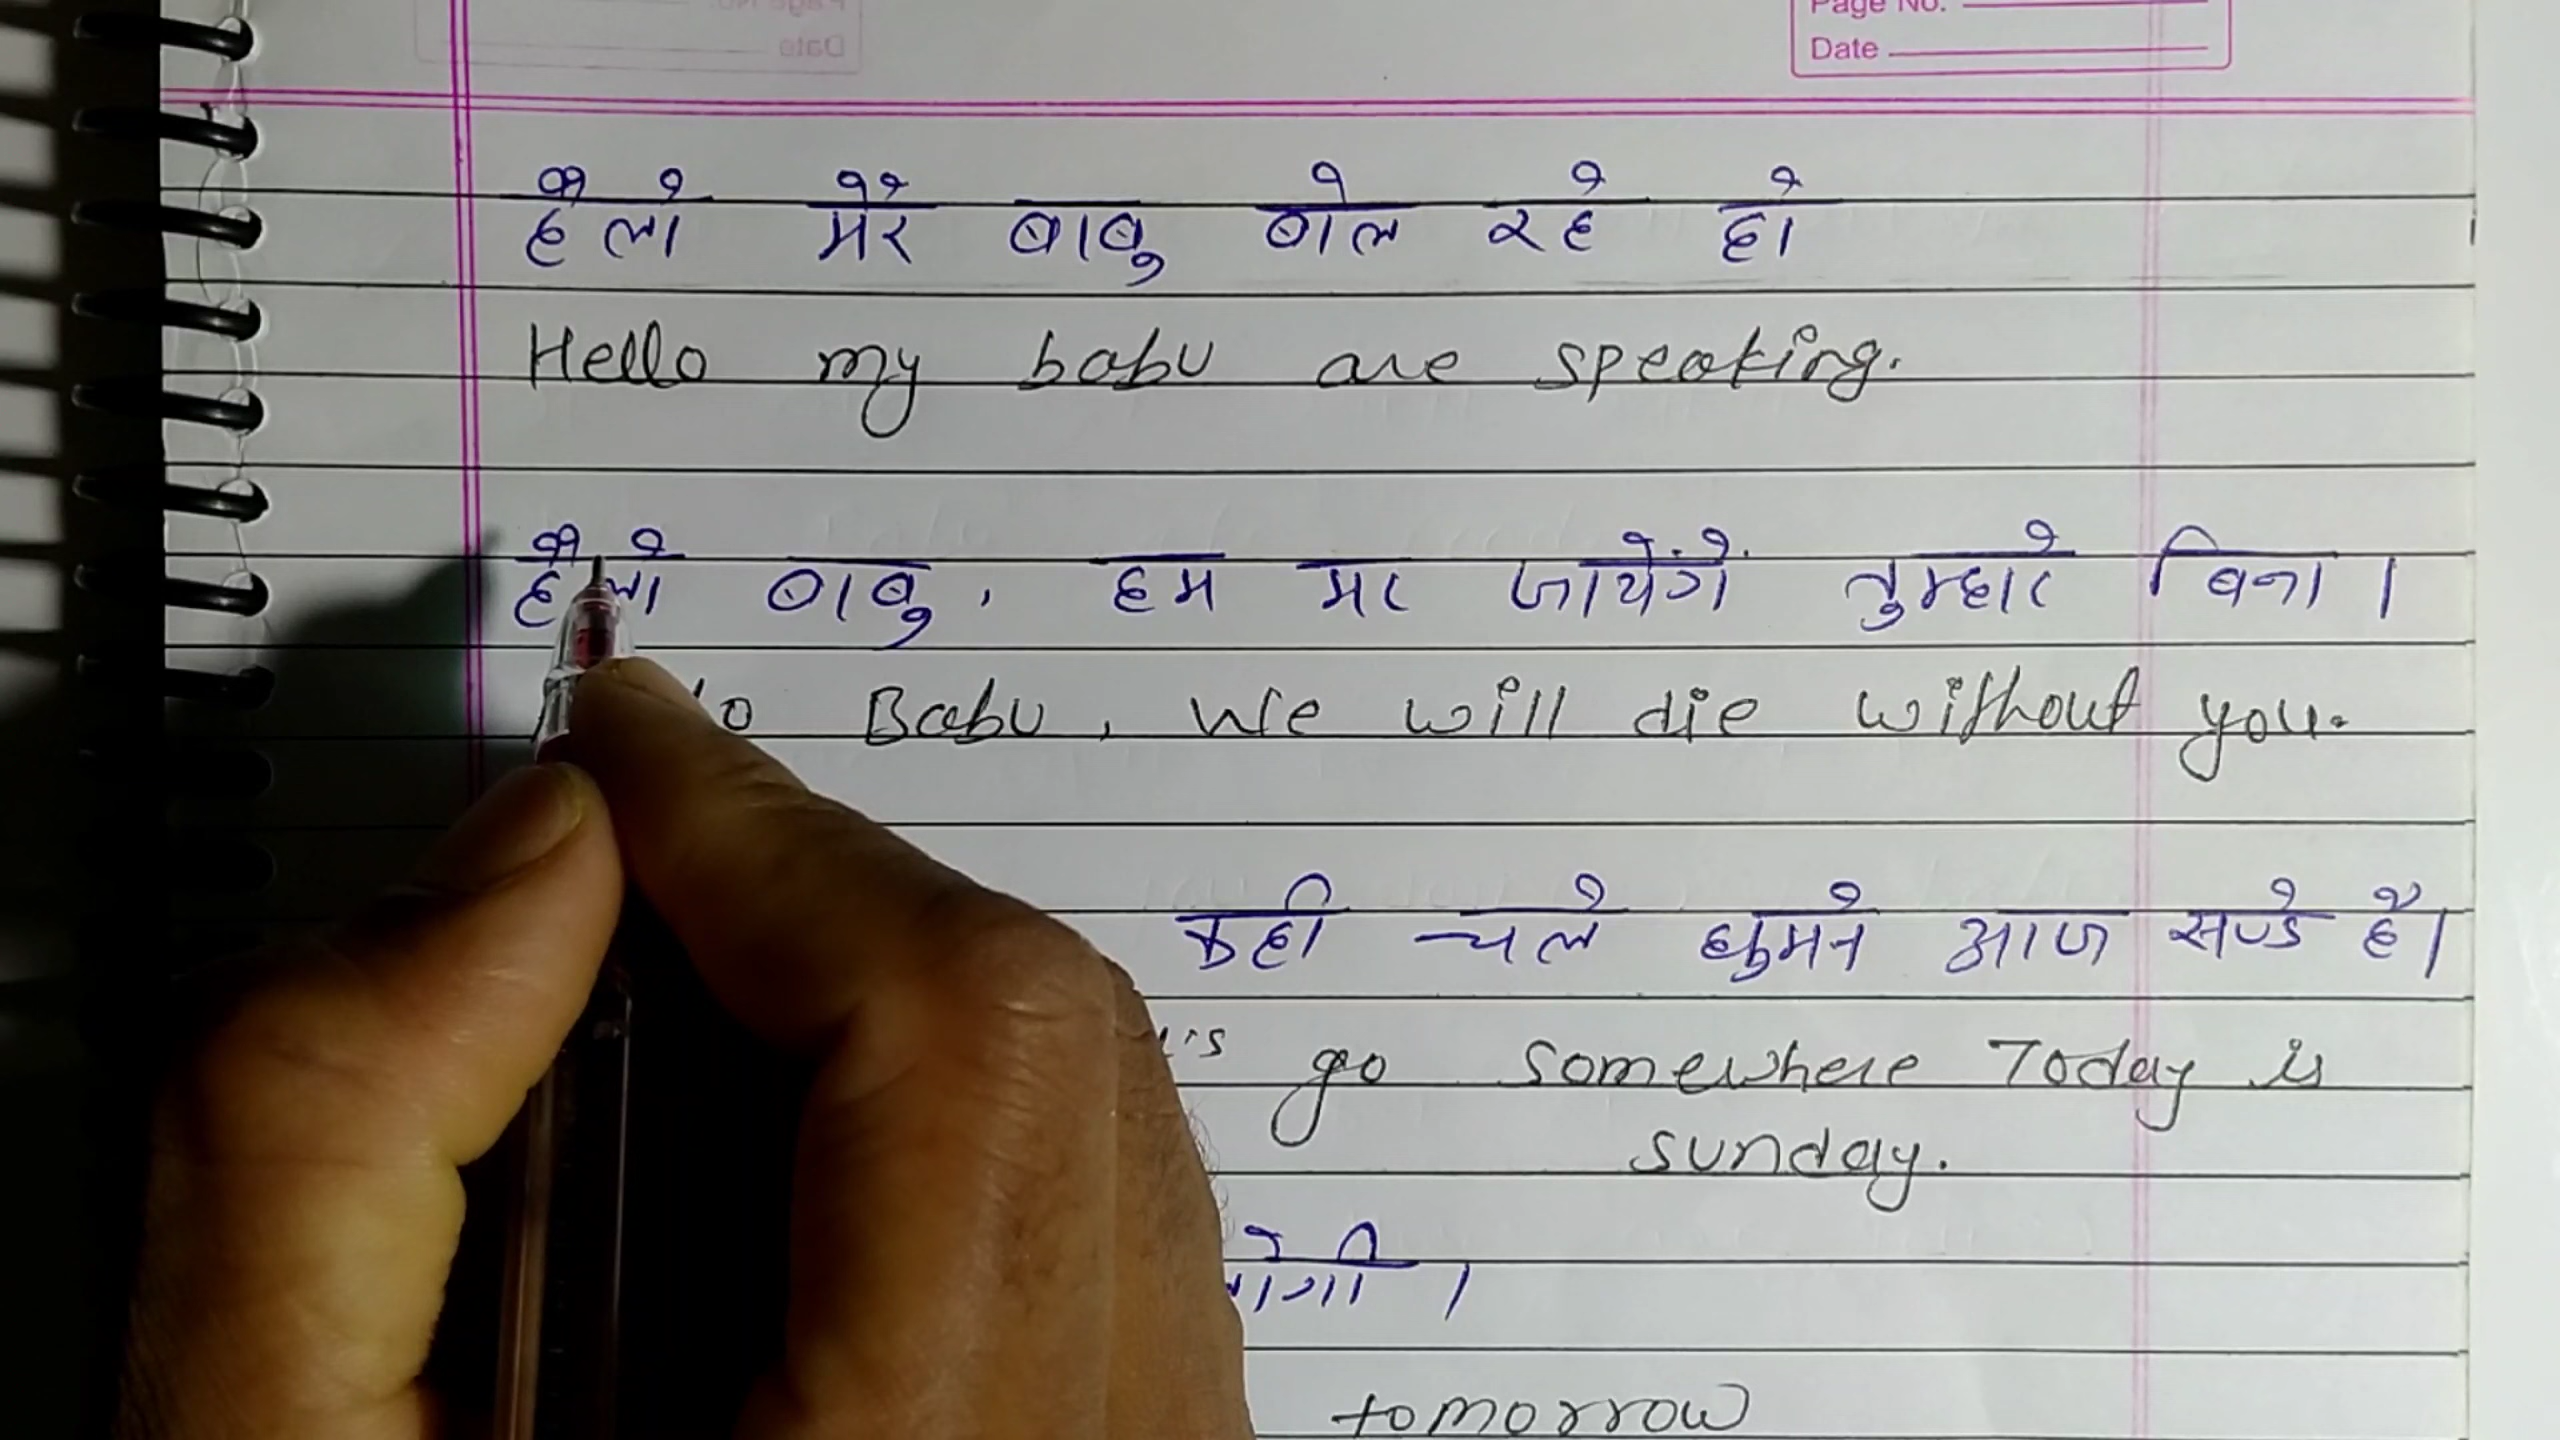 Page No.
Date
हैलो मेरे बाबु बोल रहे हो
Hello my babu are speaking.
हैलो बाबु, हम मर जायेंगे तुम्हारे बिना।
Babu, We will die without you.
कही चले घुमने आज सण्डे हैं।
go somewhere Today is
sunday.
tomorrow